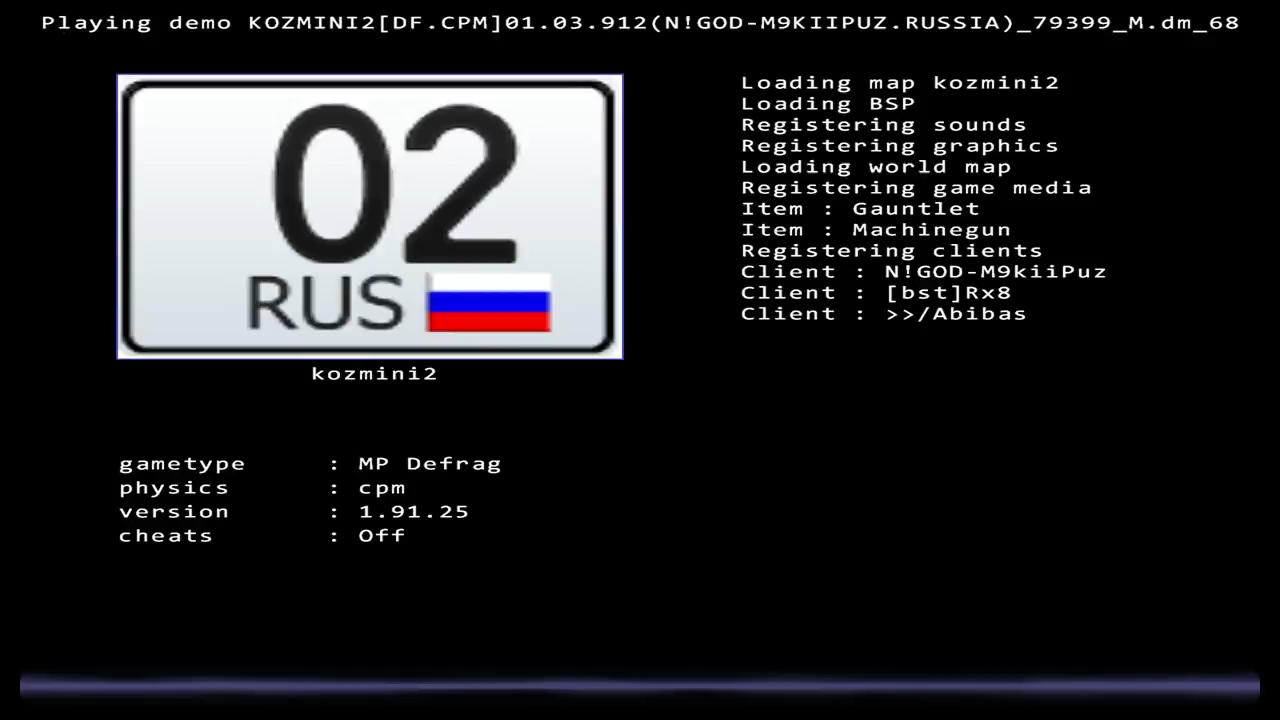 Playing demo KOZMINI2[DF.CPM]01.03.912(N!GOD-M9KIIPUZ.RUSSIA)_79399_M.dm_68
02
RUS
kozmini2
Loading map kozmini2
Loading BSP
Registering sounds
Registering graphics
Loading world map
Registering game media
Item : Gauntlet
Item : Machinegun
Registering clients
Client : N!GOD-M9kiiPuz
Client : [bst]Rx8
Client : >>/Abibas
gametype : MP Defrag
physics : cpm
version : 1.91.25
cheats : Off